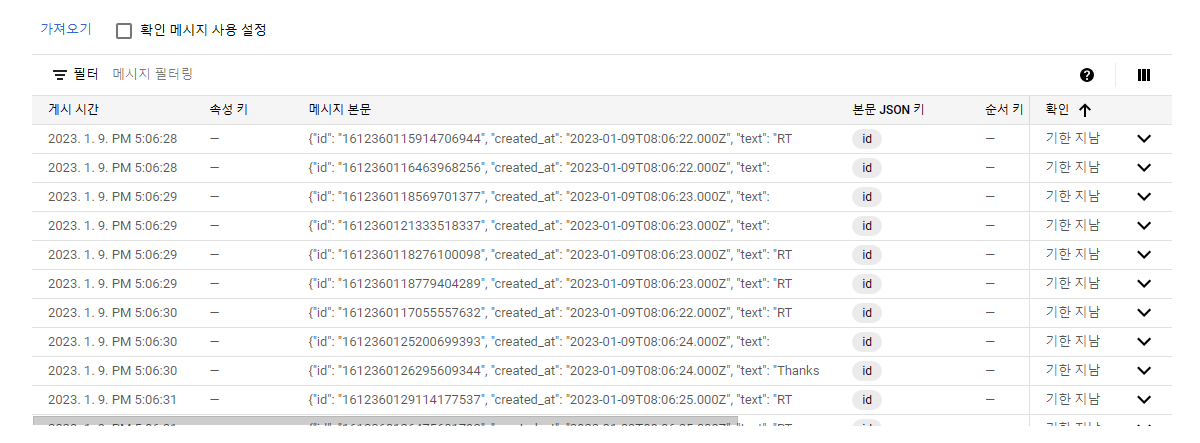 가져오기 확인 메시지 사용 설정
필터 메시지 필터링
게시 시간 속성 키 메시지 본문 본문 JSON 키 순서 키 확인
2023. 1. 9. PM 5:06:28 — {"id": "1612360115914706944", "created_at": "2023-01-09T08:06:22.000Z", "text": "RT id — 기한 지남
2023. 1. 9. PM 5:06:28 — {"id": "1612360116463968256", "created_at": "2023-01-09T08:06:22.000Z", "text": id — 기한 지남
2023. 1. 9. PM 5:06:29 — {"id": "1612360118569701377", "created_at": "2023-01-09T08:06:23.000Z", "text": id — 기한 지남
2023. 1. 9. PM 5:06:29 — {"id": "1612360121333518337", "created_at": "2023-01-09T08:06:23.000Z", "text": id — 기한 지남
2023. 1. 9. PM 5:06:29 — {"id": "1612360118276100098", "created_at": "2023-01-09T08:06:23.000Z", "text": "RT id — 기한 지남
2023. 1. 9. PM 5:06:29 — {"id": "1612360118779404289", "created_at": "2023-01-09T08:06:23.000Z", "text": "RT id — 기한 지남
2023. 1. 9. PM 5:06:30 — {"id": "1612360117055557632", "created_at": "2023-01-09T08:06:22.000Z", "text": "RT id — 기한 지남
2023. 1. 9. PM 5:06:30 — {"id": "1612360125200699393", "created_at": "2023-01-09T08:06:24.000Z", "text": id — 기한 지남
2023. 1. 9. PM 5:06:30 — {"id": "1612360126295609344", "created_at": "2023-01-09T08:06:24.000Z", "text": "Thanks id — 기한 지남
2023. 1. 9. PM 5:06:31 — {"id": "1612360129114177537", "created_at": "2023-01-09T08:06:25.000Z", "text": "RT id — 기한 지남